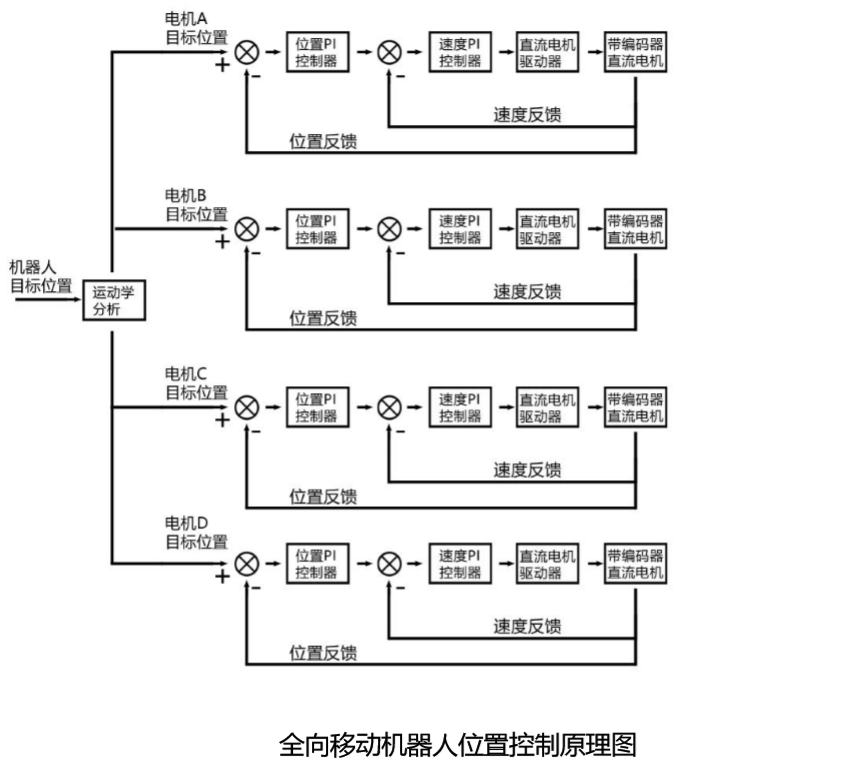 电机A
目标位置
+
-
位置PI
控制器
-
速度PI
控制器
直流电机
驱动器
带编码器
直流电机
速度反馈
位置反馈
电机B
目标位置
+
-
位置PI
控制器
-
速度PI
控制器
直流电机
驱动器
带编码器
直流电机
速度反馈
位置反馈
机器人
目标位置
运动学
分析
电机C
目标位置
+
-
位置PI
控制器
-
速度PI
控制器
直流电机
驱动器
带编码器
直流电机
速度反馈
位置反馈
电机D
目标位置
+
-
位置PI
控制器
-
速度PI
控制器
直流电机
驱动器
带编码器
直流电机
速度反馈
位置反馈
全向移动机器人位置控制原理图